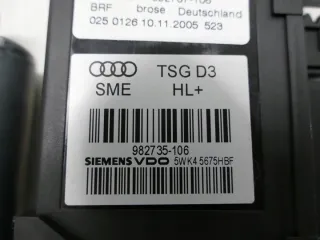 BRF brose Deutschland
025 0126 10.11.2005 523
TSG D3
SME HL+
982735-106
SIEMENS VDO 5WK4 5675HBF